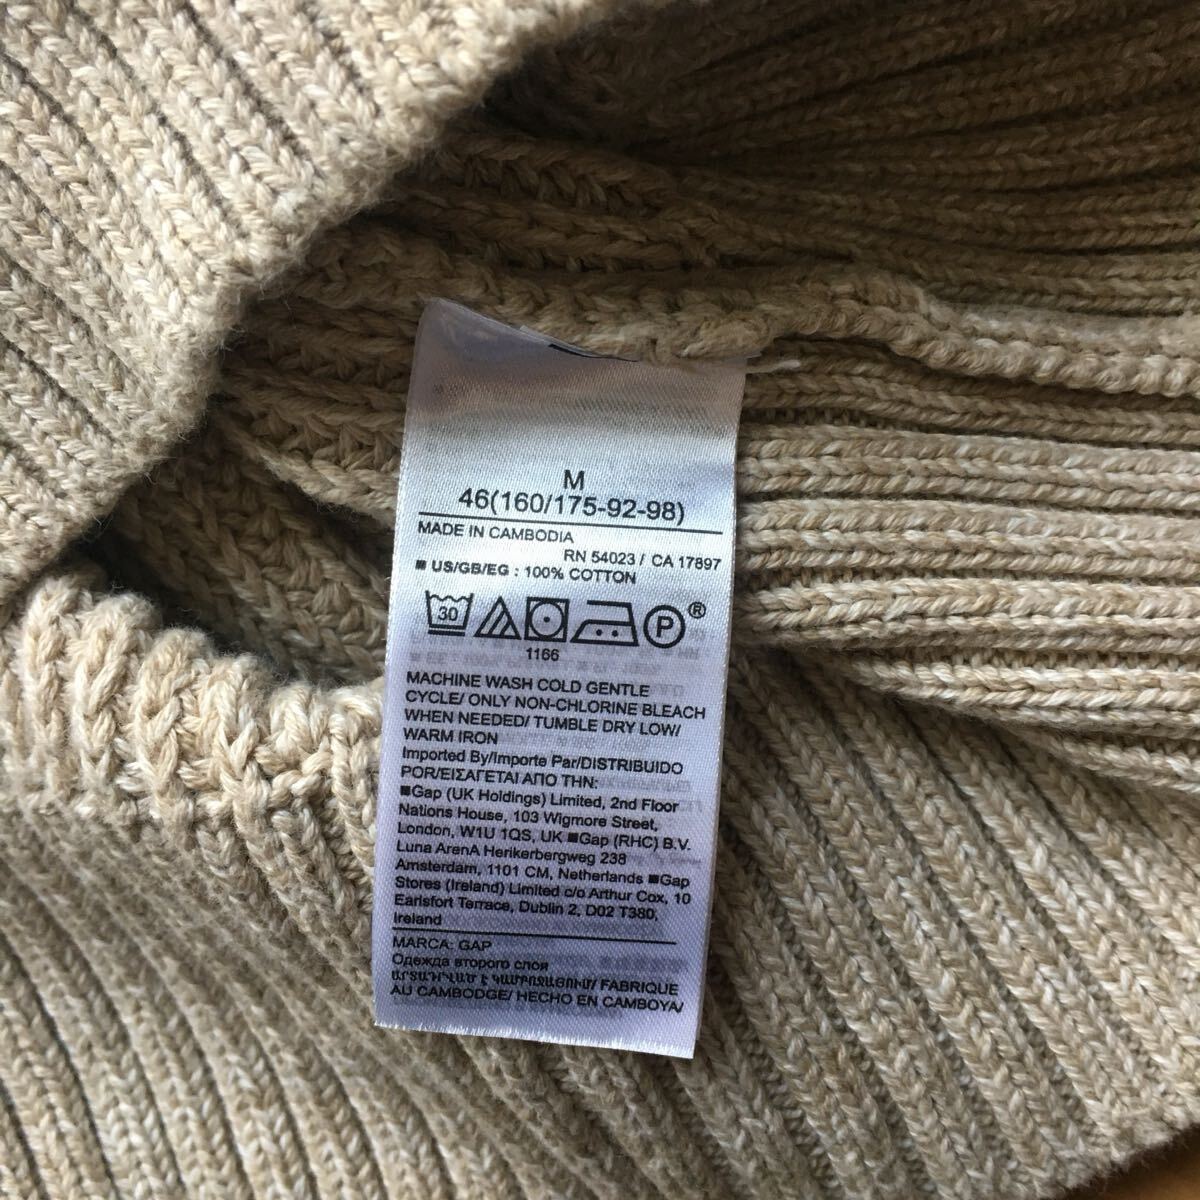 M
46(160/175-92-98)
MADE IN CAMBODIA
RN 54023 / CA 17897
■ US/GB/EG : 100% COTTON
30 P ®
1166
MACHINE WASH COLD GENTLE
CYCLE/ ONLY NON-CHLORINE BLEACH
WHEN NEEDED/ TUMBLE DRY LOW/
WARM IRON
Imported By/Importe Par/DISTRIBUIDO
POR/ΕΙΣΑΓΕΤΑΙ ΑΠΟ ΤΗΝ:
■Gap (UK Holdings) Limited, 2nd Floor
Nations House, 103 Wigmore Street,
London, W1U 1QS, UK ■Gap (RHC) B.V.
Luna ArenA Herikerbergweg 238
Amsterdam, 1101 CM, Netherlands ■Gap
Stores (Ireland) Limited c/o Arthur Cox, 10
Earlsfort Terrace, Dublin 2, D02 T380,
Ireland
MARCA: GAP
Одежда второго слоя
ԱՐՏԱԴՐՎԱԾ Է ԿԱՄԲՈՋԱՅՈՒՄ/ FABRIQUE
AU CAMBODGE/ HECHO EN CAMBOYA/